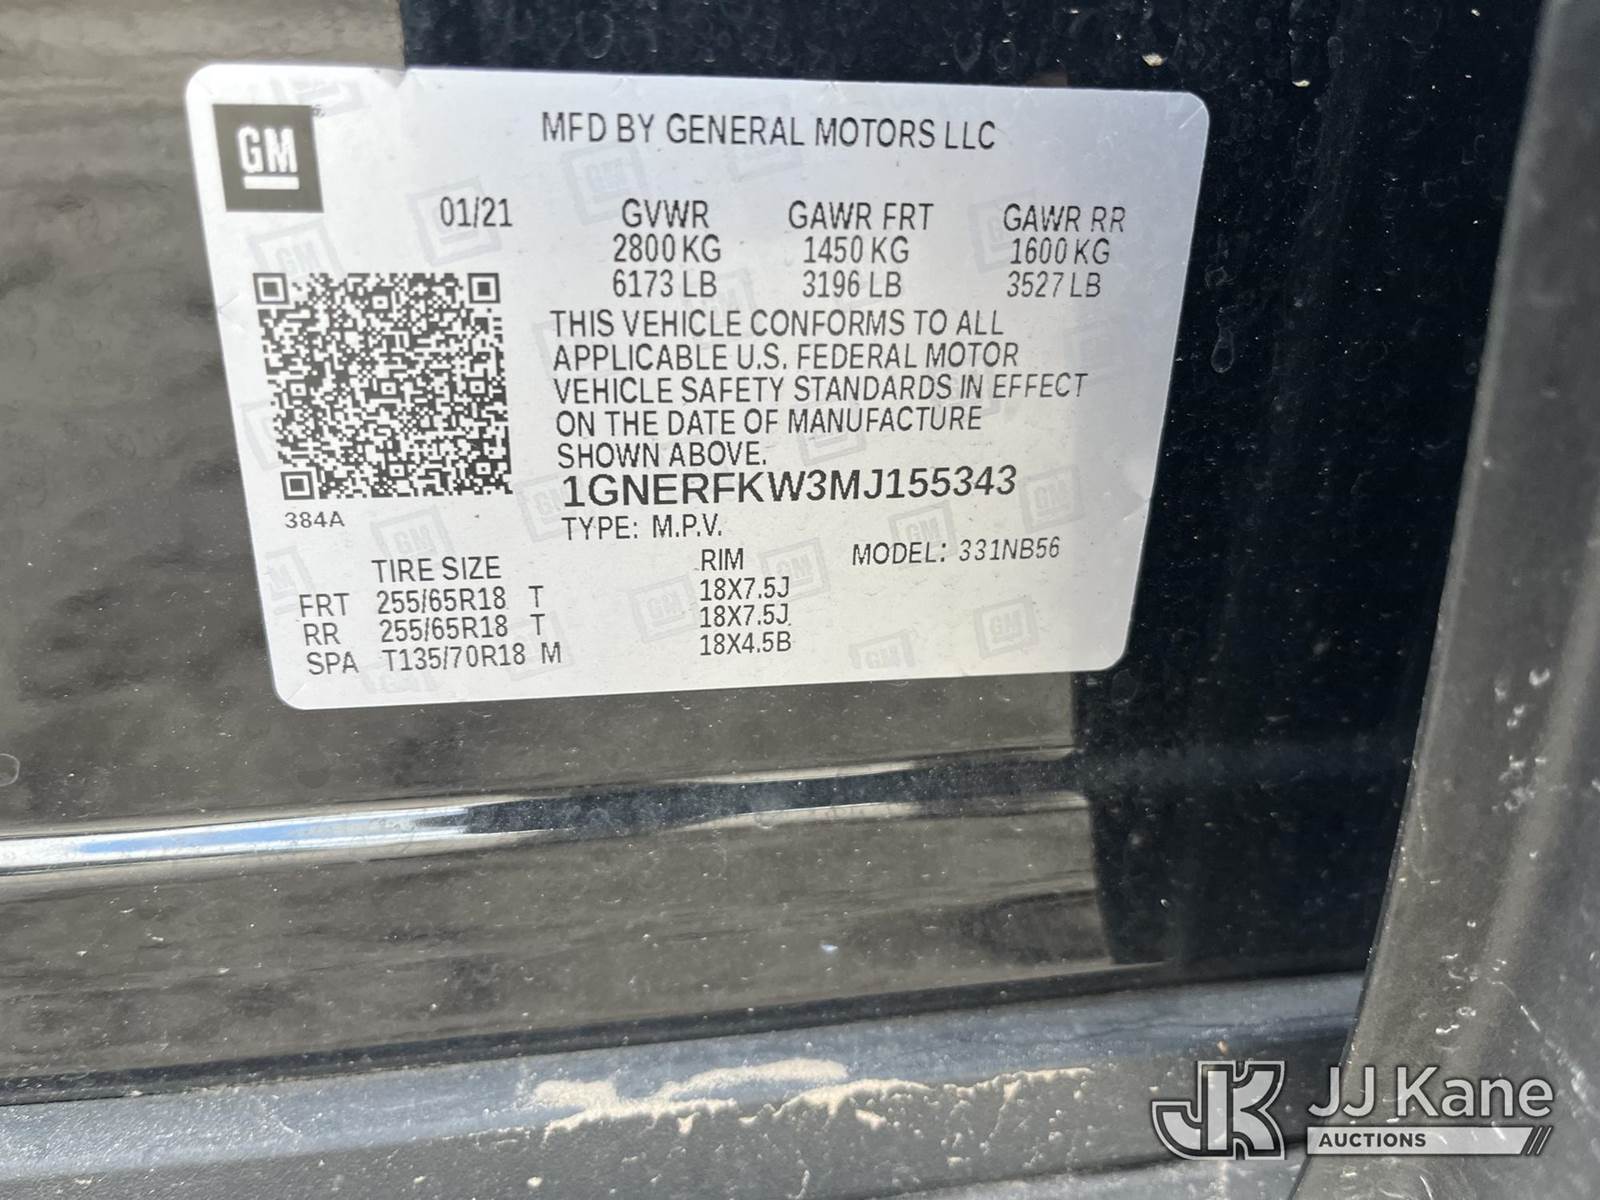 GM
MFD BY GENERAL MOTORS LLC
01/21 GVWR GAWR FRT GAWR RR
2800 KG 1450 KG 1600 KG
6173 LB 3196 LB 3527 LB
THIS VEHICLE CONFORMS TO ALL
APPLICABLE U.S. FEDERAL MOTOR
VEHICLE SAFETY STANDARDS IN EFFECT
ON THE DATE OF MANUFACTURE
SHOWN ABOVE.
1GNERFKW3MJ155343
384A
TYPE: M.P.V.
TIRE SIZE RIM MODEL: 331NB56
FRT 255/65R18 T 18X7.5J
RR 255/65R18 T 18X7.5J
SPA T135/70R18 M 18X4.5B
JK JJ Kane
AUCTIONS